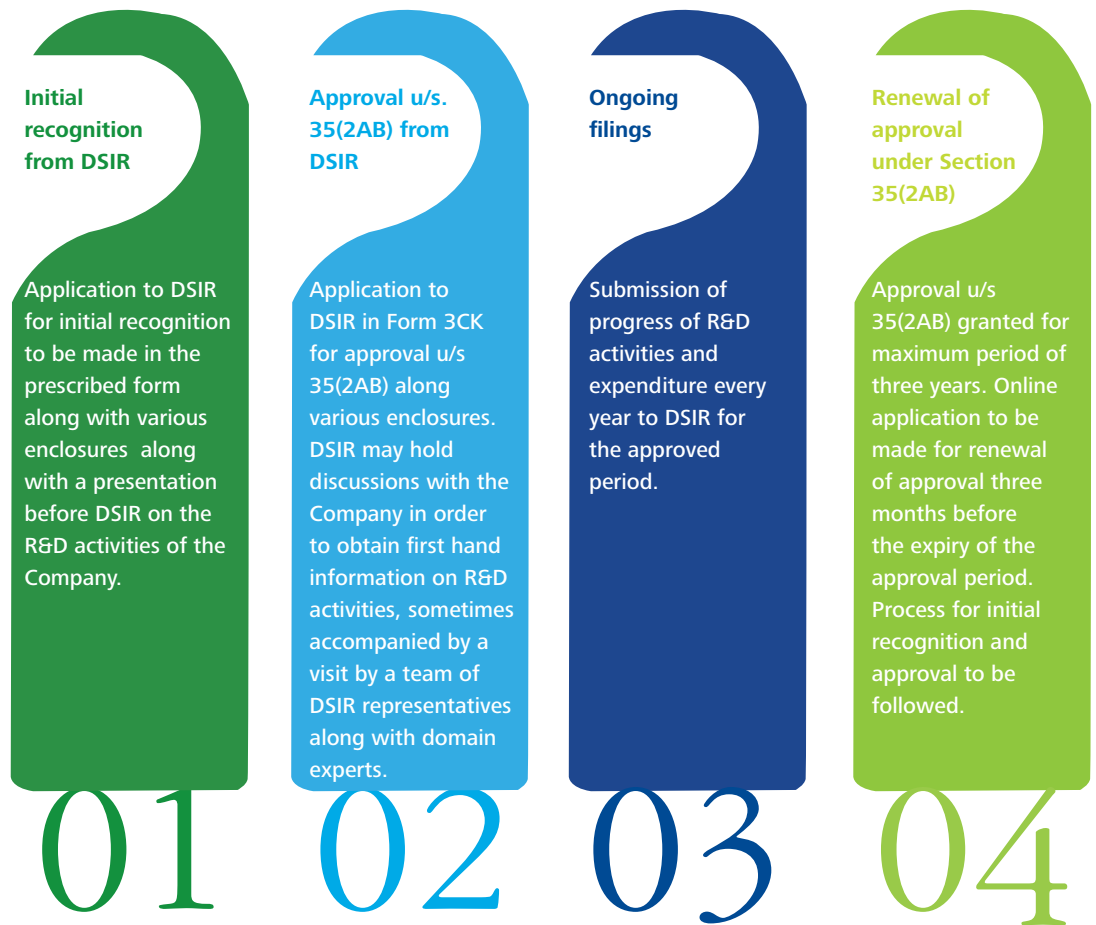 Initial
recognition
from DSIR
Application to DSIR
for initial recognition
to be made in the
prescribed form
along with various
enclosures  along
with a presentation
before DSIR on the
R&D activities of the
Company.
01
Approval u/s.
35(2AB) from
DSIR
Application to
DSIR in Form 3CK
for approval u/s
35(2AB) along
various enclosures.
DSIR may hold
discussions with the
Company in order
to obtain first hand
information on R&D
activities, sometimes
accompanied by a
visit by a team of
DSIR representatives
along with domain
experts.
02
Ongoing
filings
Submission of
progress of R&D
activities and
expenditure every
year to DSIR for
the approved
period.
03
Renewal of
approval
under Section
35(2AB)
Approval u/s
35(2AB) granted for
maximum period of
three years. Online
application to be
made for renewal
of approval three
months before
the expiry of the
approval period.
Process for initial
recognition and
approval to be
followed.
04